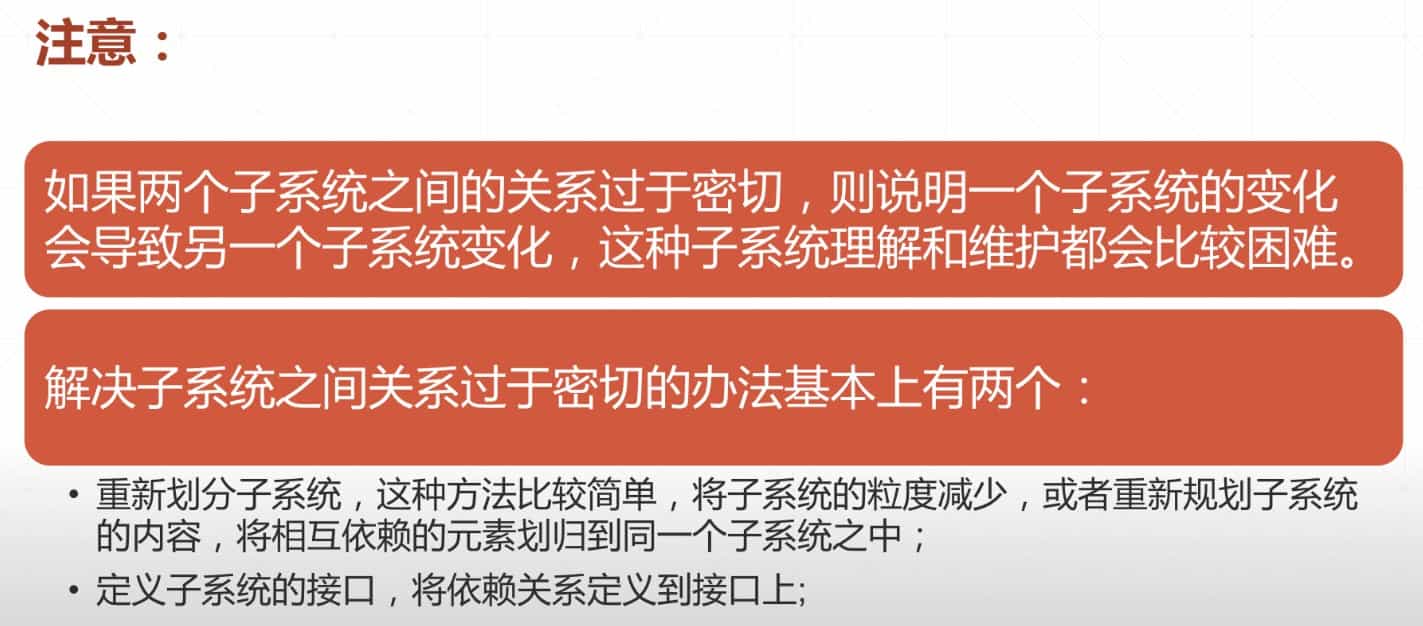 注意：
如果两个子系统之间的关系过于密切，则说明一个子系统的变化
会导致另一个子系统变化，这种子系统理解和维护都会比较困难。
解决子系统之间关系过于密切的办法基本上有两个：
• 重新划分子系统，这种方法比较简单，将子系统的粒度减少，或者重新规划子系统
的内容，将相互依赖的元素划归到同一个子系统之中；
• 定义子系统的接口，将依赖关系定义到接口上;